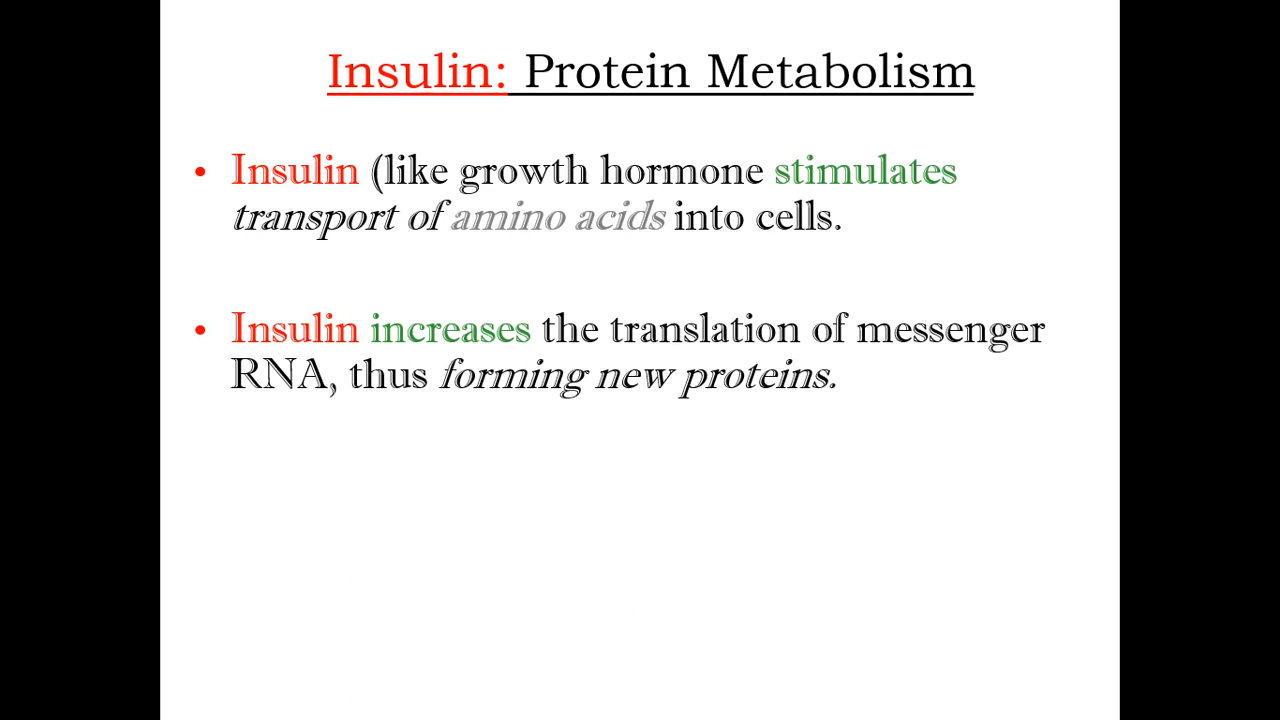 Insulin: Protein Metabolism
• Insulin (like growth hormone stimulates
transport of amino acids into cells.
• Insulin increases the translation of messenger
RNA, thus forming new proteins.